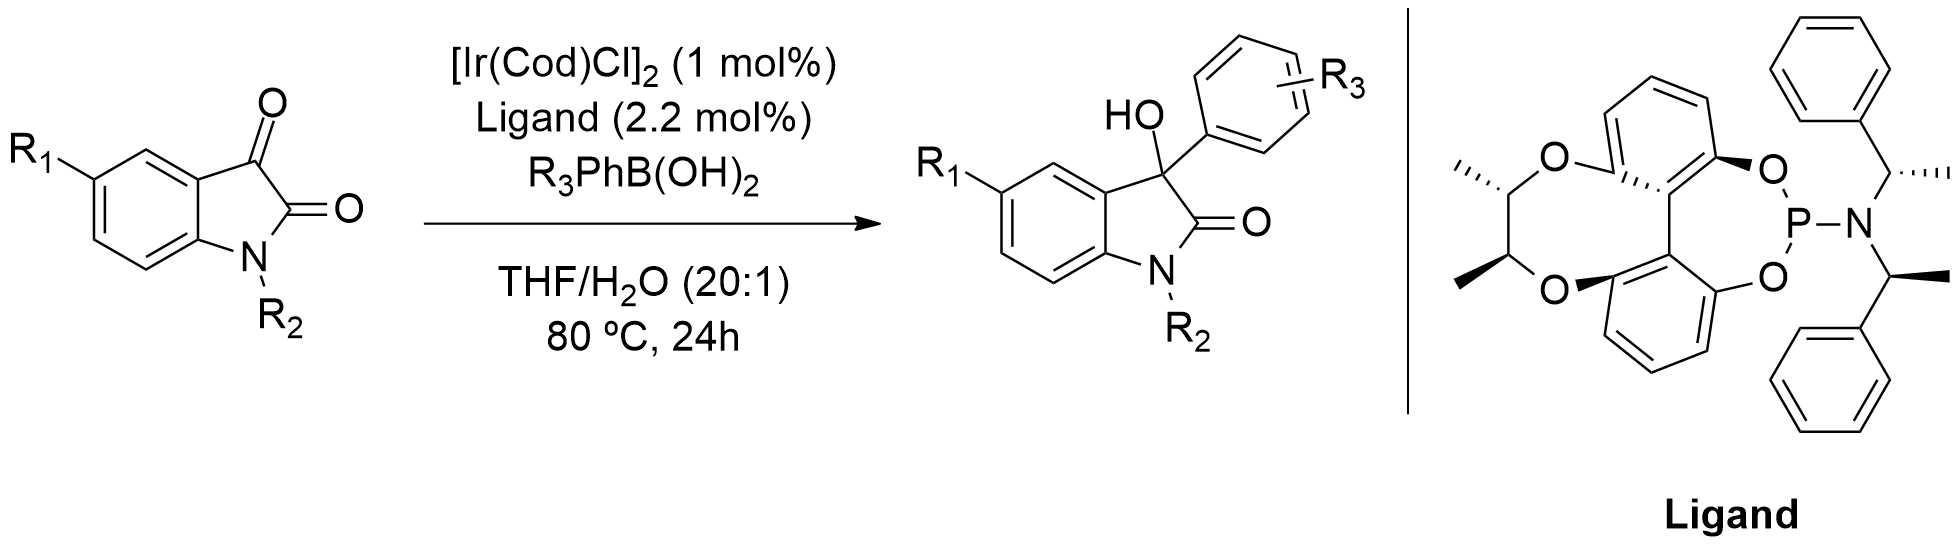 [Ir(Cod)Cl]2 (1 mol%)
Ligand (2.2 mol%)
R3PhB(OH)2
THF/H2O (20:1)
80 ºC, 24h
R1
O
O
N
R2
R1
HO
R3
O
N
R2
O
O
O
O
P
N
Ligand